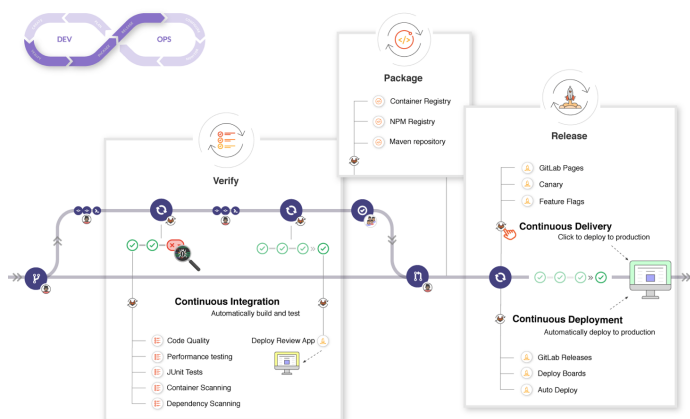 DEV
OPS
Package
Container Registry
NPM Registry
Maven repository
Release
GitLab Pages
Canary
Feature Flags
Continuous Delivery
Click to deploy to production
Verify
Continuous Integration
Automatically build and test
Code Quality
Performance testing
JUnit Tests
Container Scanning
Dependency Scanning
Deploy Review App
Continuous Deployment
Automatically deploy to production
GitLab Releases
Deploy Boards
Auto Deploy